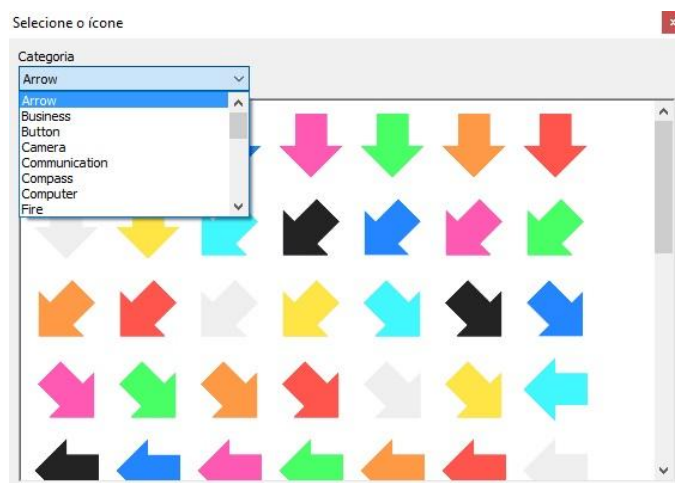 Selecione o ícone
Categoria
Arrow
Arrow
Business
Button
Camera
Communication
Compass
Computer
Fire